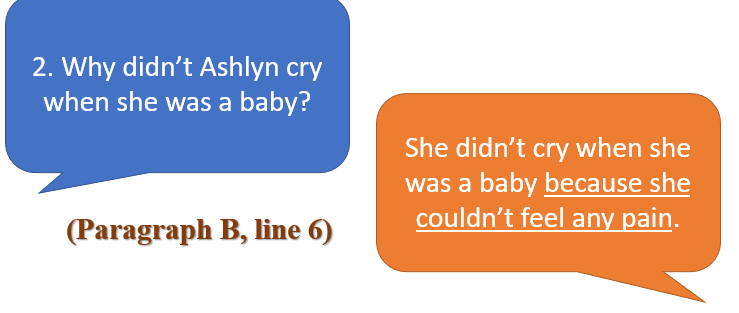 2. Why didn’t Ashlyn cry
when she was a baby?
She didn’t cry when she
was a baby because she
couldn’t feel any pain.
(Paragraph B, line 6)